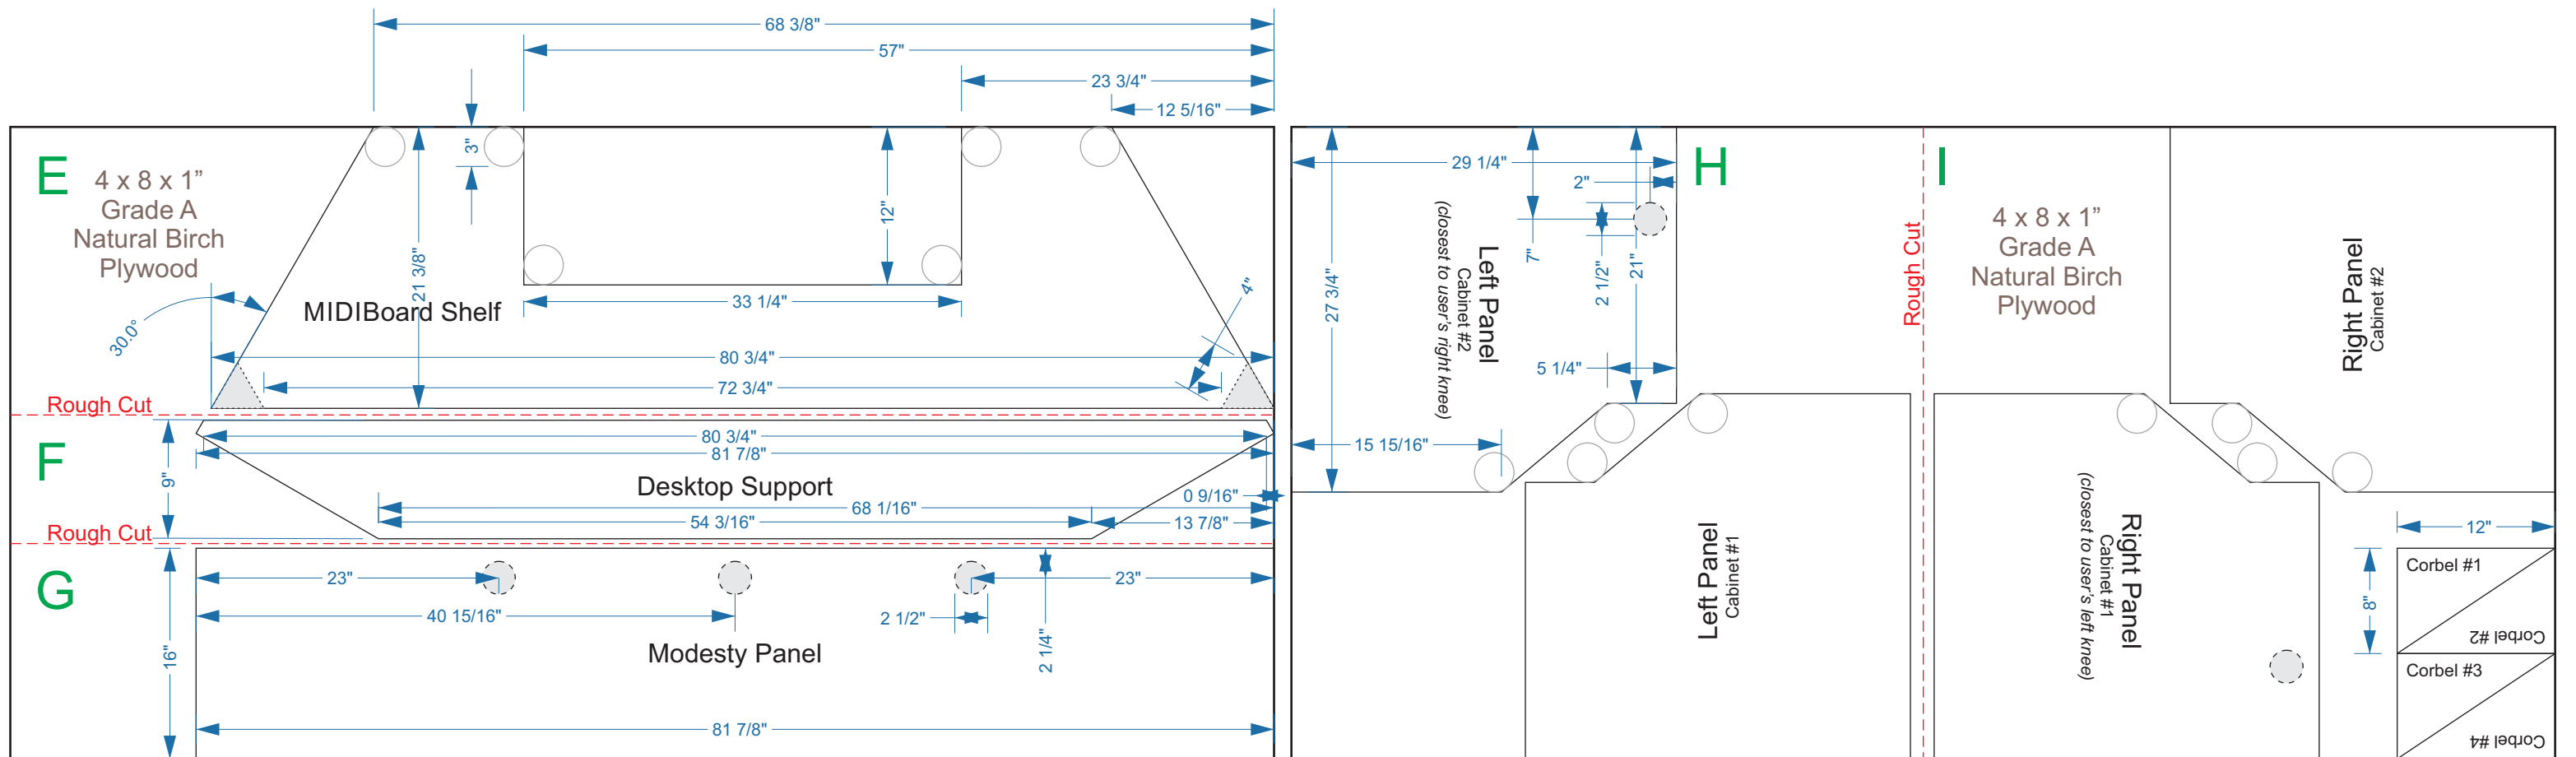 68 3/8"
57"
23 3/4"
12 5/16"
E
4 x 8 x 1”
Grade A
Natural Birch
Plywood
3"
21 3/8"
12"
33 1/4"
4"
30.0°
MIDIBoard Shelf
80 3/4"
72 3/4"
Rough Cut
F
80 3/4"
81 7/8"
9"
Desktop Support
0 9/16"
68 1/16"
54 3/16"
13 7/8"
Rough Cut
G
23"
23"
40 15/16"
2 1/2"
2 1/4"
16"
Modesty Panel
81 7/8"
29 1/4"
2"
H
27 3/4"
7"
2 1/2"
21"
Left Panel
Cabinet #2
(closest to user's right knee)
5 1/4"
15 15/16"
Left Panel
Cabinet #1
Rough Cut
I
4 x 8 x 1”
Grade A
Natural Birch
Plywood
Right Panel
Cabinet #2
Right Panel
Cabinet #1
(closest to user's left knee)
12"
8"
Corbel #1
Corbel #2
Corbel #3
Corbel #4